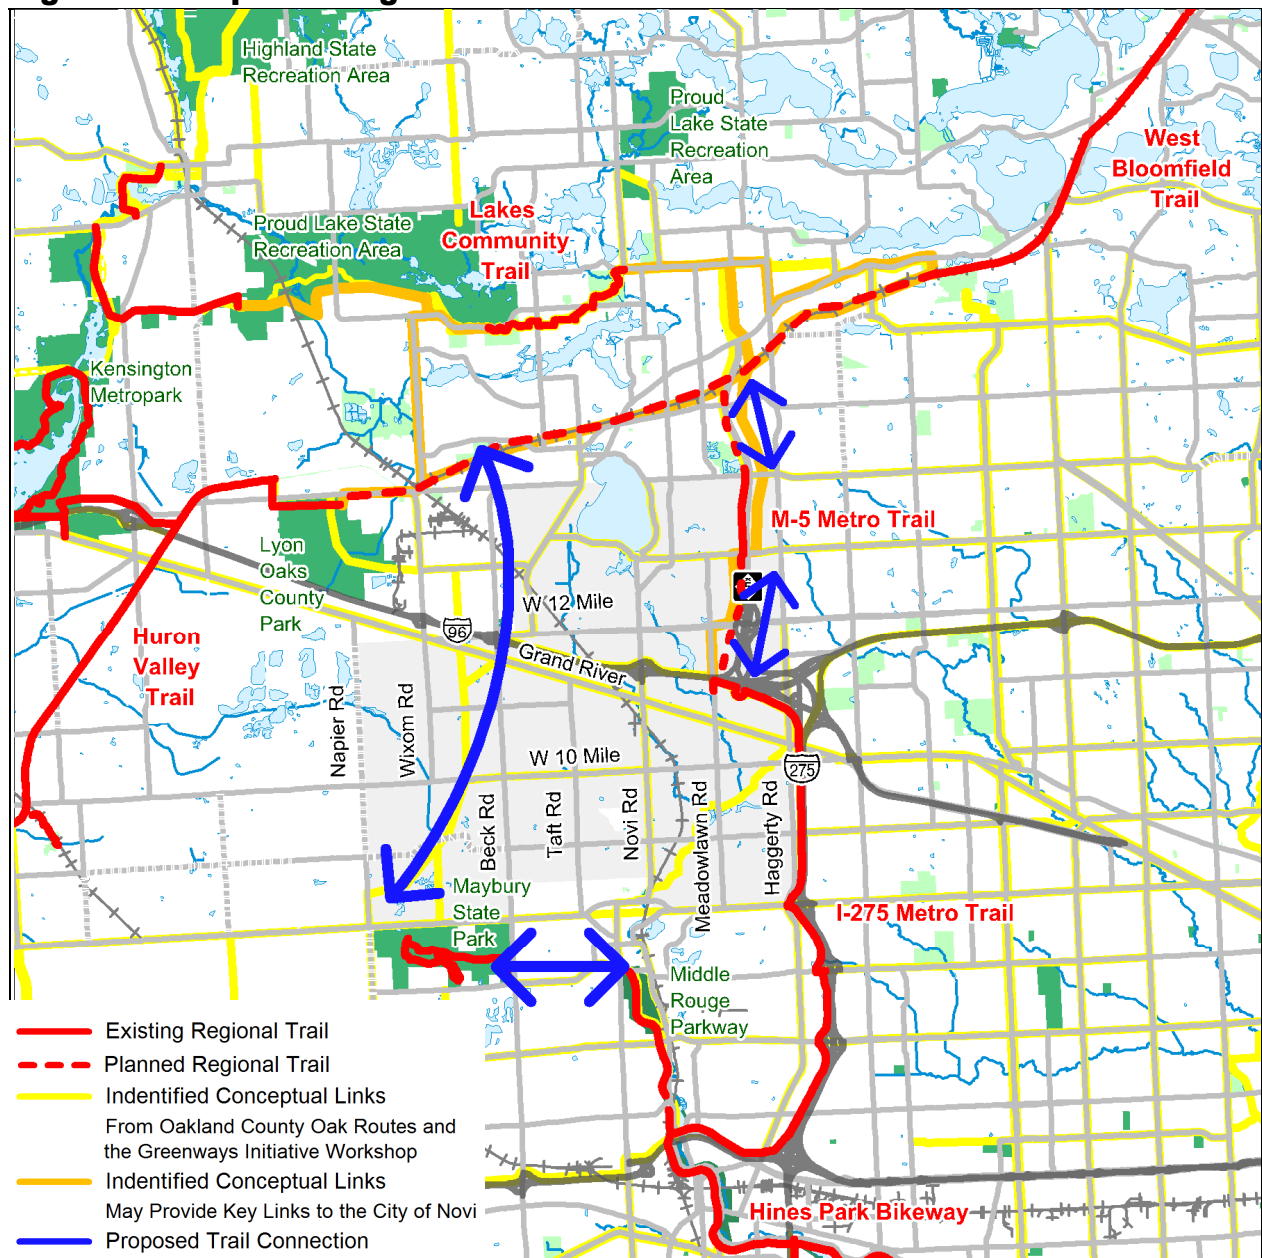 Highland State
Recreation Area
Proud
Lake State
Recreation
Area
West
Bloomfield
Trail
Lakes
Community
Trail
Proud Lake State
Recreation Area
Kensington
Metropark
M-5 Metro Trail
Lyon
Oaks
County
Park
W 12 Mile
96
Grand River
Huron
Valley
Trail
Napier Rd
Wixom Rd
W 10 Mile
275
Beck Rd
Taft Rd
Novi Rd
Meadowlawn Rd
Haggerty Rd
Maybury
State
Park
I-275 Metro Trail
Middle
Rouge
Parkway
Hines Park Bikeway
Existing Regional Trail
Planned Regional Trail
Indentified Conceptual Links
From Oakland County Oak Routes and
the Greenways Initiative Workshop
Indentified Conceptual Links
May Provide Key Links to the City of Novi
Proposed Trail Connection